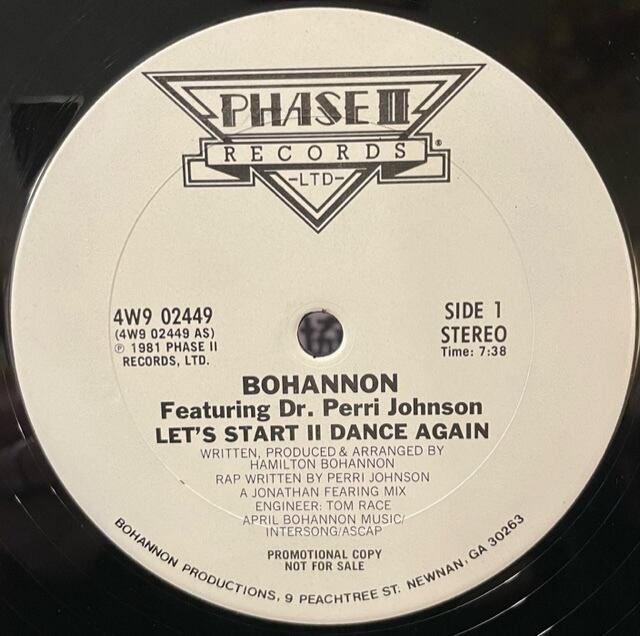 PHASE II
RECORDS
®
-LTD-
4W9 02449
(4W9 02449 AS)
℗ 1981 PHASE II
RECORDS, LTD.
SIDE 1
STEREO
Time: 7:38
BOHANNON
Featuring Dr. Perri Johnson
LET'S START II DANCE AGAIN
WRITTEN, PRODUCED & ARRANGED BY
HAMILTON BOHANNON
RAP WRITTEN BY PERRI JOHNSON
A JONATHAN FEARING MIX
ENGINEER: TOM RACE
APRIL BOHANNON MUSIC/
INTERSONG/ASCAP
PROMOTIONAL COPY
NOT FOR SALE
BOHANNON PRODUCTIONS, 9 PEACHTREE ST. NEWNAN, GA 30263